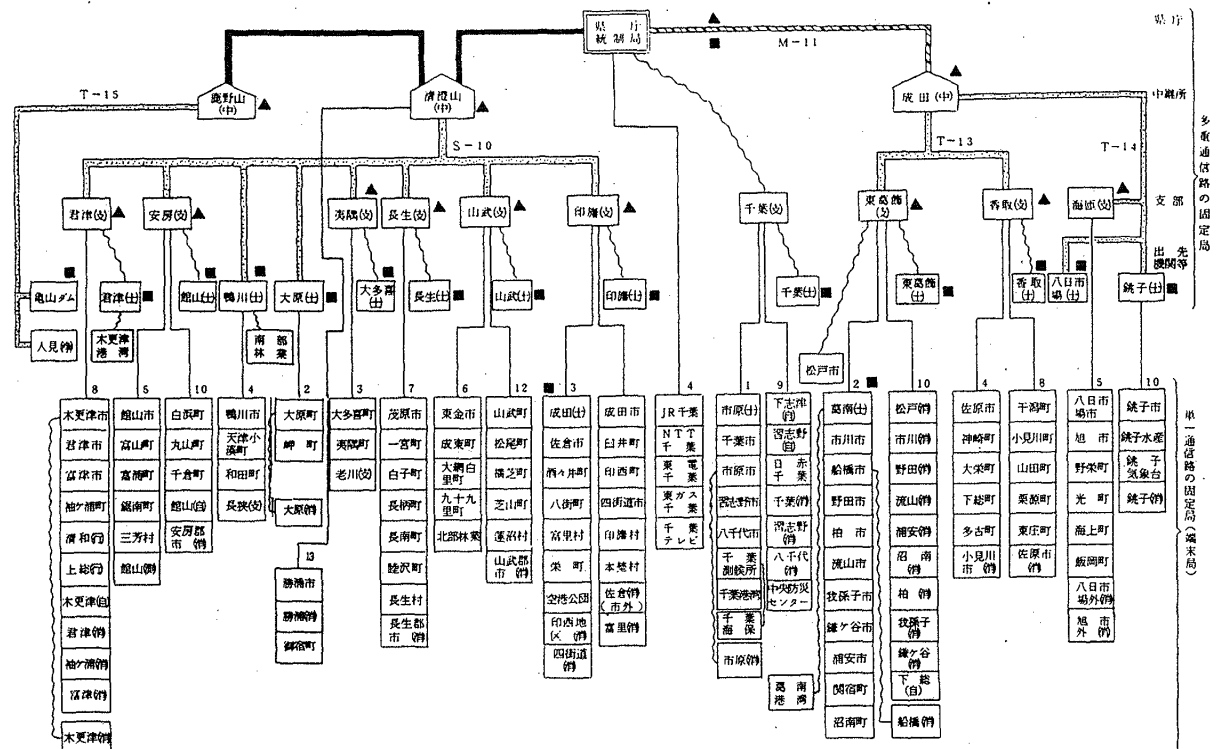 県庁
統制局
県庁
M-11
T-15
鹿野山
(中)
清澄山
(中)
成田(中)
中継所
S-10
T-13
T-14
多重通信路の固定局
君津(支)
安房(支)
夷隅(支)
長生(支)
山武(支)
印旛(支)
千葉(支)
東葛飾
(支)
香取(支)
海匝(支)
支部
出先
機関等
亀山ダム
君津(土)
館山(土)
鴨川(土)
大原(土)
大多喜
(土)
長生(土)
山武(土)
印旛(土)
千葉(土)
東葛飾
(土)
香取
(土)
八日市
場(土)
銚子(土)
人見(消)
木更津
港湾
南部
林業
松戸市
単一通信路の固定局(端末局)
8
木更津市
君津市
富津市
袖ケ浦町
清和(行)
上総(行)
木更津(自)
君津(消)
袖ケ浦(消)
富津(消)
木更津(消)
5
館山市
富山町
富浦町
鋸南町
三芳村
館山(消)
10
白浜町
丸山町
千倉町
館山(自)
安房郡
市(消)
4
鴨川市
天津小
湊町
和田町
長狭(支)
2
大原町
岬町
大原(消)
13
勝浦市
勝浦(消)
御宿町
3
大多喜町
夷隅町
老川(支)
7
茂原市
一宮町
白子町
長柄町
長南町
睦沢町
長生村
長生郡
市(消)
6
東金市
成東町
大網白
里町
九十九
里町
北部林業
12
山武町
松尾町
横芝町
芝山町
蓮沼村
山武郡
市(消)
3
成田(土)
佐倉市
酒々井町
八街町
富里村
栄町
空港公団
印西地
区(消)
四街道
(消)
成田市
臼井町
印西町
四街道市
印旛村
本埜村
佐倉(消)
(市外)
富里(消)
4
JR千葉
NTT
千葉
東電
千葉
東ガス
千葉
千葉
テレビ
1
市原(土)
千葉市
市原市
習志野市
八千代市
千葉
測候所
千葉港湾
千葉
海保
市原(消)
9
下志津
(自)
習志野
(自)
日赤
千葉
千葉(消)
習志野
(消)
八千代
(消)
中央防災
センター
葛南
港湾
2
葛南(土)
市川市
船橋市
野田市
柏市
流山市
我孫子市
鎌ケ谷市
浦安市
関宿町
沼南町
10
松戸(消)
市川(消)
野田(消)
流山(消)
浦安(消)
沼南
(消)
柏(消)
我孫子
(消)
鎌ケ谷
(消)
下総
(自)
船橋(消)
4
佐原市
神崎町
大栄町
下総町
多古町
小見川
市(消)
8
干潟町
小見川町
山田町
栗源町
東庄町
佐原市
(消)
5
八日市
場市
旭市
野栄町
光町
海上町
飯岡町
八日市
場外(消)
旭市
外(消)
10
銚子市
銚子水産
銚子
気象台
銚子(消)